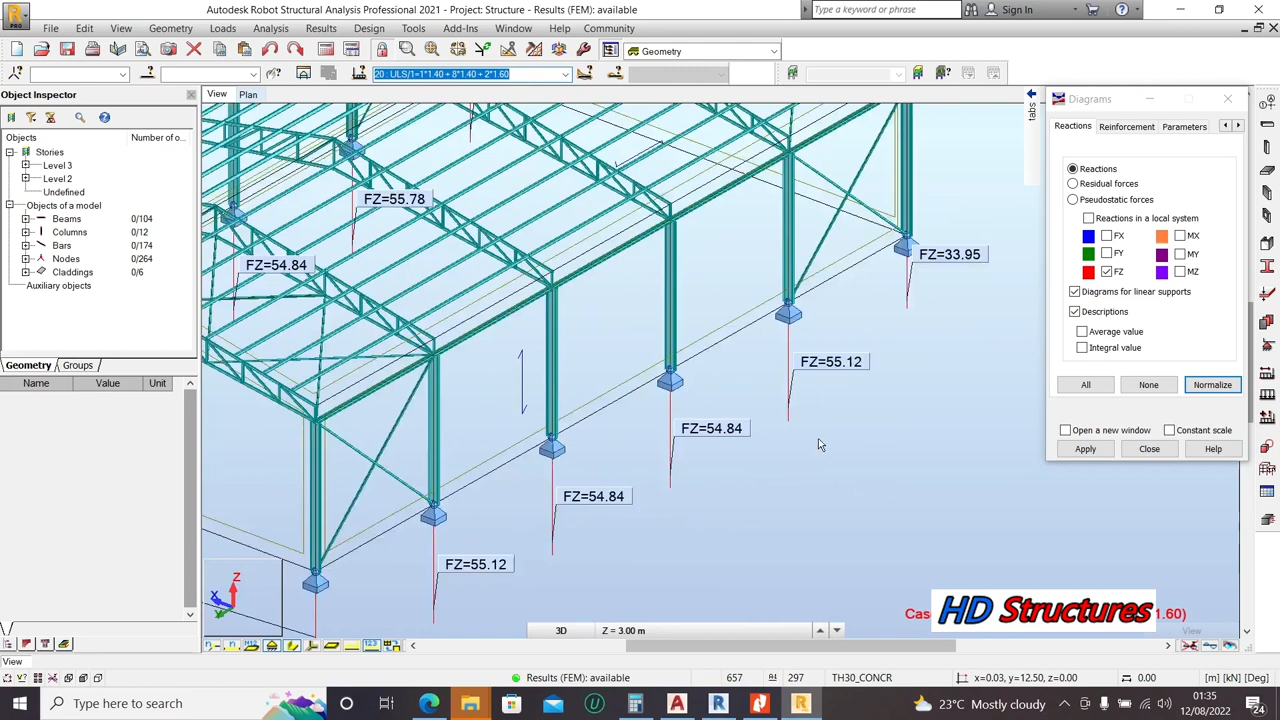 Autodesk Robot Structural Analysis Professional 2021 - Project: Structure - Results (FEM): available
Type a keyword or phrase
Sign In
File Edit View Geometry Loads Analysis Results Design Tools Add-Ins Window Help Community
Geometry
20 : ULS/1=1*1.40 + 8*1.40 + 2*1.60
Object Inspector
View Plan
Objects Number of o...
Stories
Level 3
Level 2
Undefined
Objects of a model
Beams 0/104
Columns 0/12
Bars 0/174
Nodes 0/264
Claddings 0/6
Auxiliary objects
Geometry Groups
Name Value Unit
FZ=55.78
FZ=54.84
FZ=33.95
FZ=55.12
FZ=54.84
FZ=54.84
FZ=55.12
tabs
Diagrams
Reactions Reinforcement Parameters
Reactions
Residual forces
Pseudostatic forces
Reactions in a local system
FX MX
FY MY
FZ MZ
Diagrams for linear supports
Descriptions
Average value
Integral value
All None Normalize
Open a new window Constant scale
Apply Close Help
Z
X
Y
Cas
HD Structures
1.60)
View
3D Z = 3.00 m
View
Results (FEM): available 657 297 TH30_CONCR x=0.03, y=12.50, z=0.00 0.00 [m] [kN] [Deg]
Type here to search
23°C Mostly cloudy
01:35
12/08/2022
24